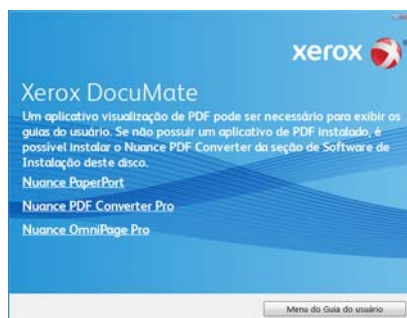 xerox
Xerox DocuMate
Um aplicativo visualização de PDF pode ser necessário para exibir os
guias do usuário. Se não possuir um aplicativo de PDF instalado, é
possível instalar o Nuance PDF Converter da seção de Software de
Instalação deste disco.
Nuance PaperPort
Nuance PDF Converter Pro
Nuance OmniPage Pro
Menu do Guia do usuário